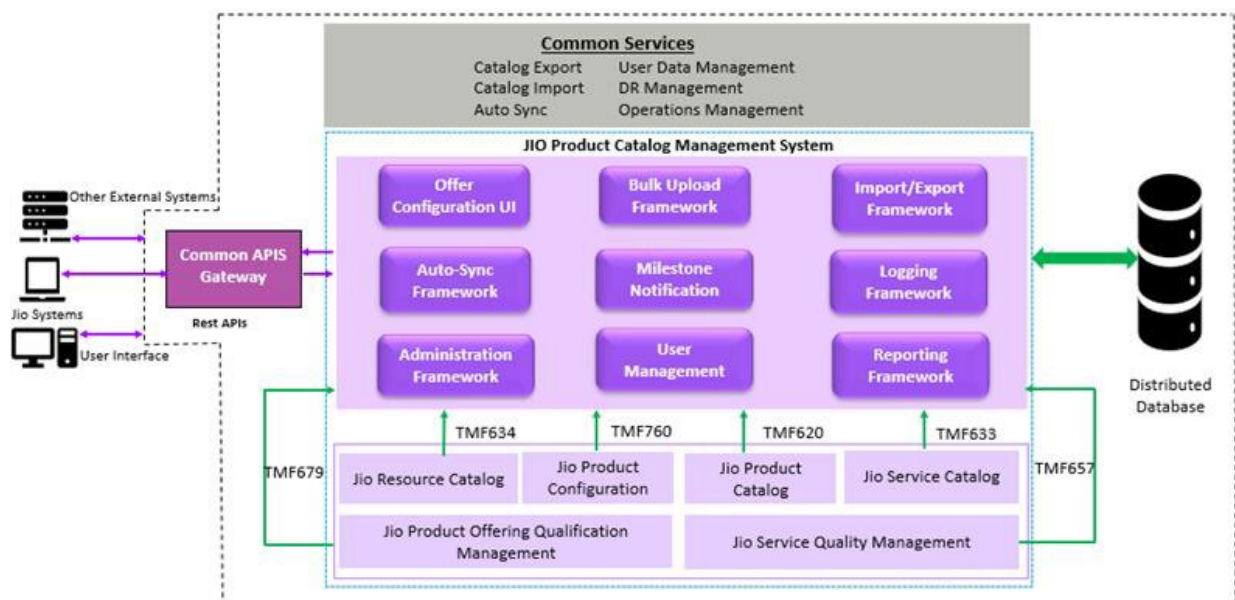 Common Services
Catalog Export User Data Management
Catalog Import DR Management
Auto Sync Operations Management
JIO Product Catalog Management System
Offer
Configuration UI
Bulk Upload
Framework
Import/Export
Framework
Other External Systems
Common APIS
Gateway
Auto-Sync
Framework
Milestone
Notification
Logging
Framework
Jio Systems
Rest APIs
User Interface
Administration
Framework
User
Management
Reporting
Framework
Distributed
Database
TMF634
TMF760
TMF620
TMF633
TMF679
TMF657
Jio Resource Catalog
Jio Product
Configuration
Jio Product
Catalog
Jio Service Catalog
Jio Product Offering Qualification
Management
Jio Service Quality Management